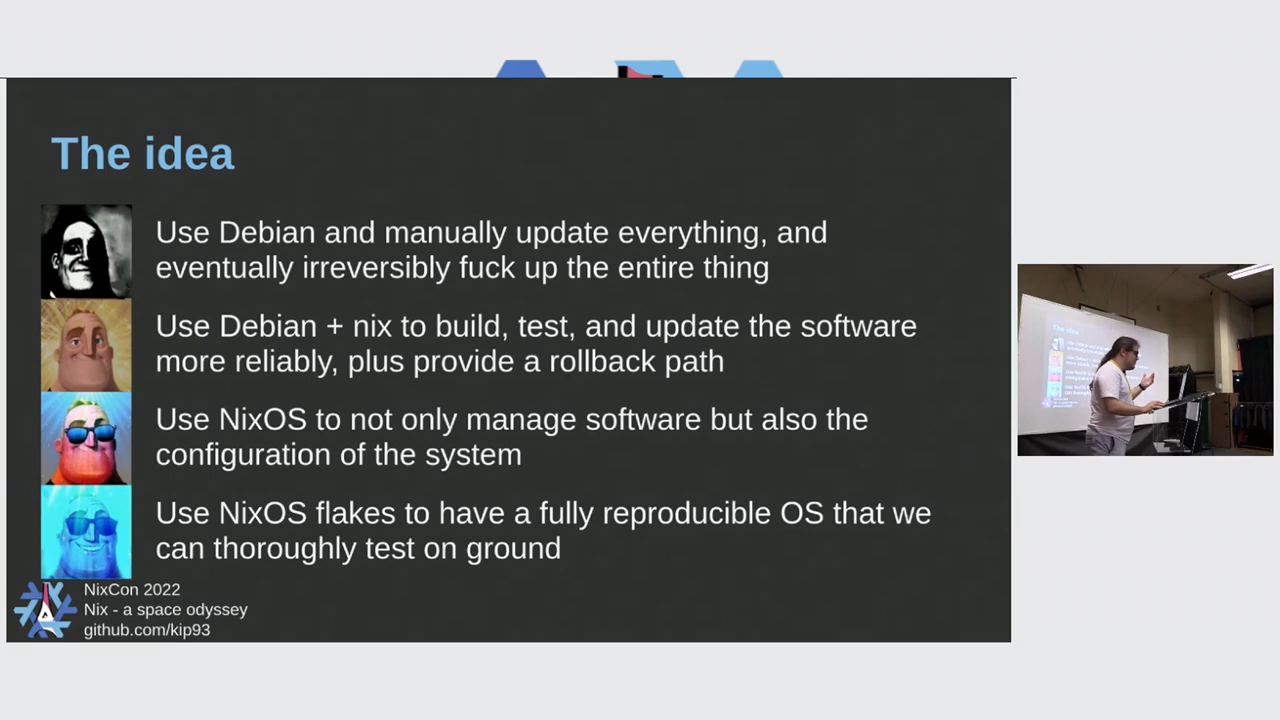 The idea
Use Debian and manually update everything, and
eventually irreversibly fuck up the entire thing
Use Debian + nix to build, test, and update the software
more reliably, plus provide a rollback path
Use NixOS to not only manage software but also the
configuration of the system
Use NixOS flakes to have a fully reproducible OS that we
can thoroughly test on ground
NixCon 2022
Nix - a space odyssey
github.com/kip93
The idea